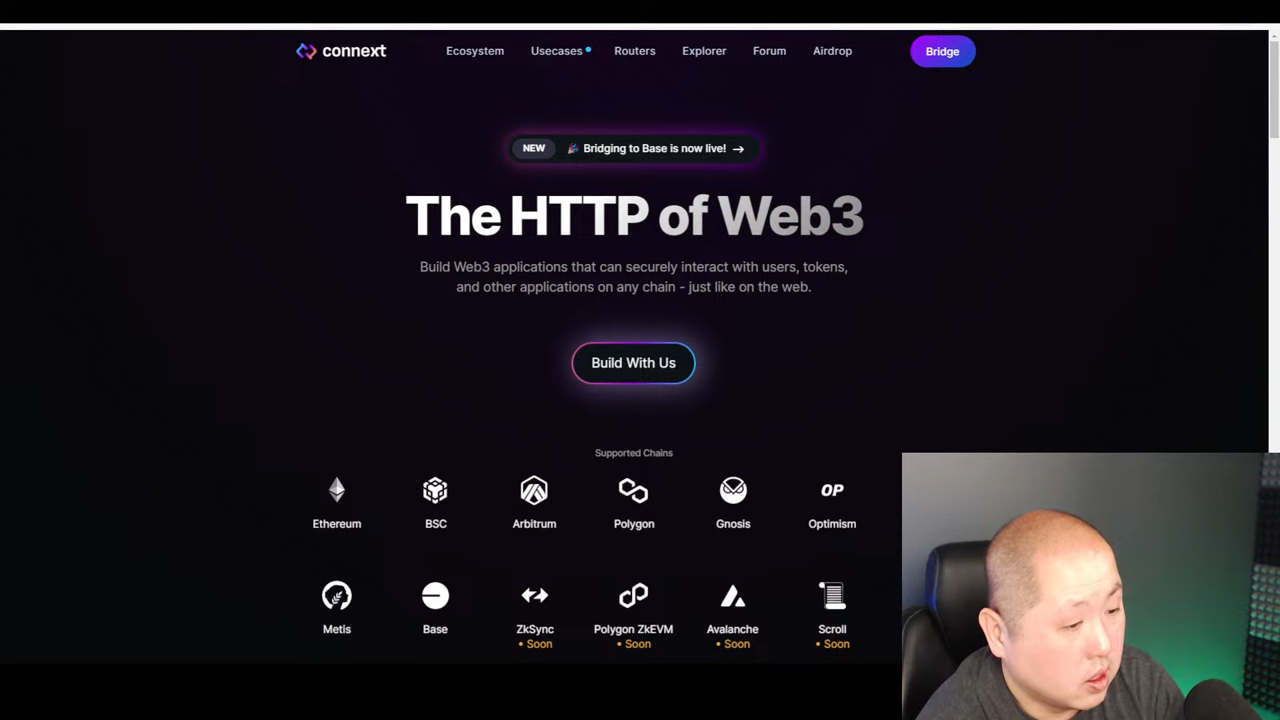 connext
Ecosystem
Usecases
Routers
Explorer
Forum
Airdrop
Bridge
NEW
Bridging to Base is now live! →
The HTTP of Web3
Build Web3 applications that can securely interact with users, tokens,
and other applications on any chain - just like on the web.
Build With Us
Supported Chains
Ethereum
BSC
Arbitrum
Polygon
Gnosis
OP
Optimism
Metis
Base
ZkSync
• Soon
Polygon ZkEVM
• Soon
Avalanche
• Soon
Scroll
• Soon